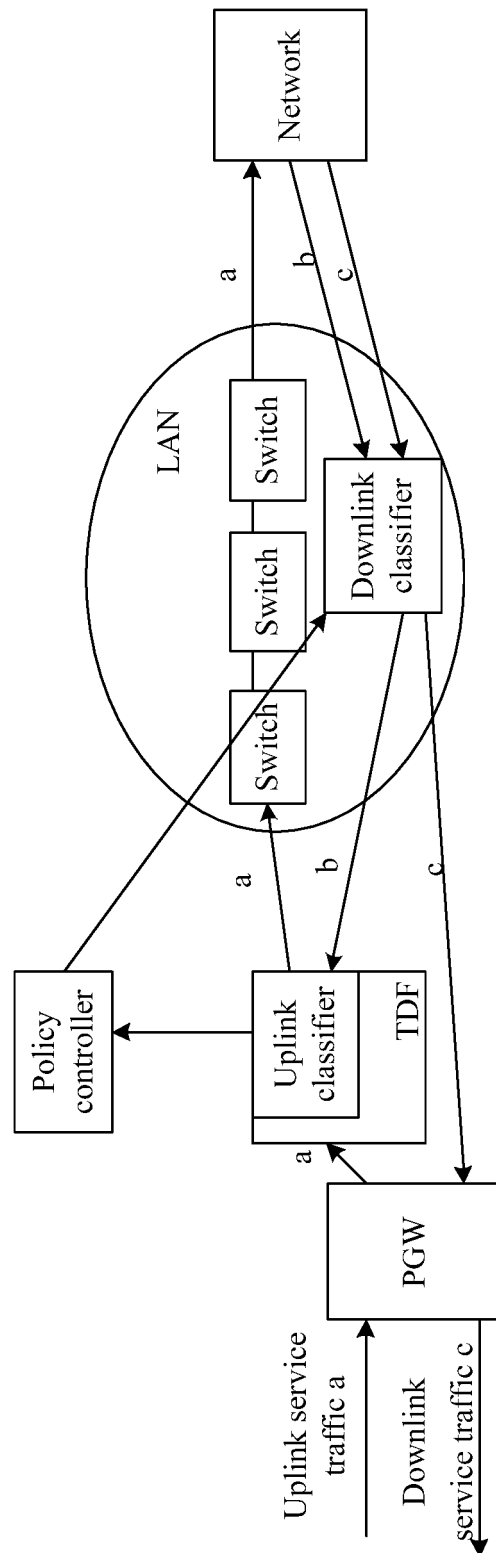 Uplink service
traffic a
Downlink
service traffic c
PGW
a
Policy
controller
Uplink
classifier
TDF
a
b
c
LAN
Switch
Switch
Switch
Downlink
classifier
a
b
c
Network